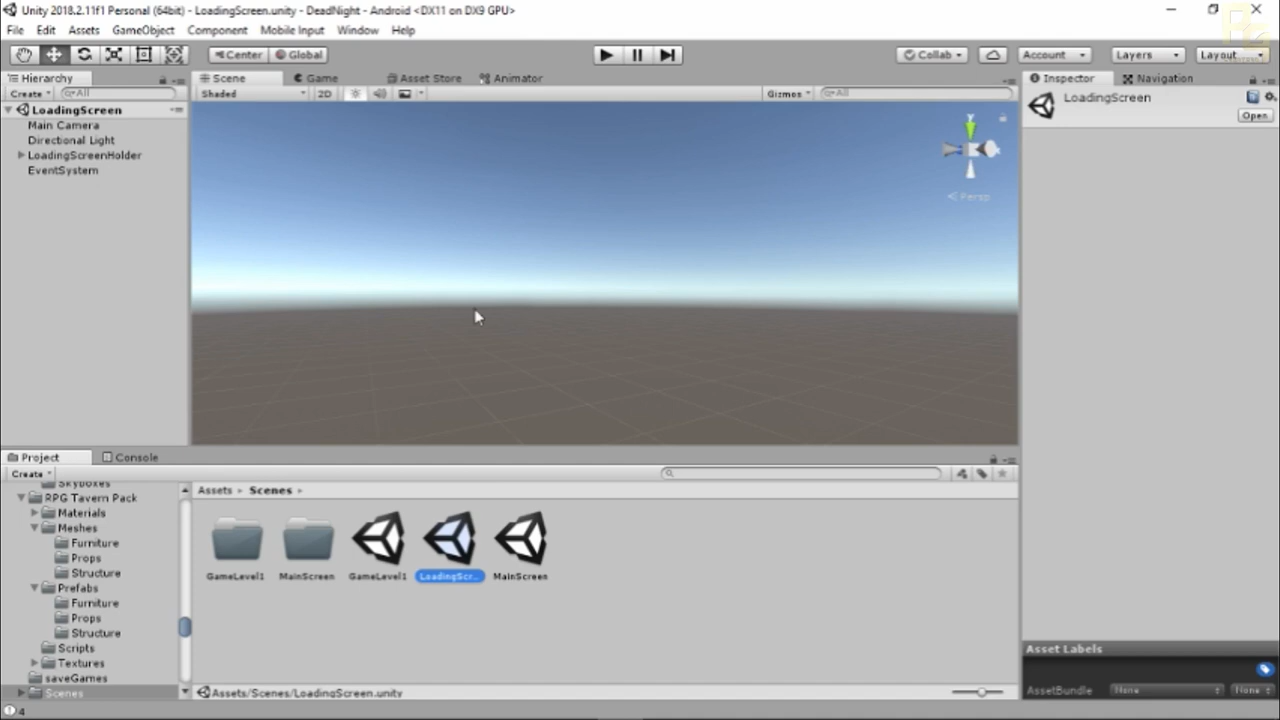 Unity 2018.2.11f1 Personal (64bit) - LoadingScreen.unity - DeadNight - Android <DX11 on DX9 GPU>
File Edit Assets GameObject Component Mobile Input Window Help
Center Global Collab Account Layers Layout
Hierarchy Scene Game Asset Store Animator Inspector Navigation
Create All Shaded 2D Gizmos All
LoadingScreen LoadingScreen
Open
Main Camera
Directional Light
LoadingScreenHolder
EventSystem
y
Persp
Project Console
Create
Skyboxes Assets Scenes
RPG Tavern Pack
Materials
Meshes
Furniture
Props
Structure
GameLevel1 MainScreen GameLevel1 LoadingScr... MainScreen
Prefabs
Furniture
Props
Structure
Scripts
Asset Labels
Textures
saveGames
Scenes Assets/Scenes/LoadingScreen.unity AssetBundle None None
4